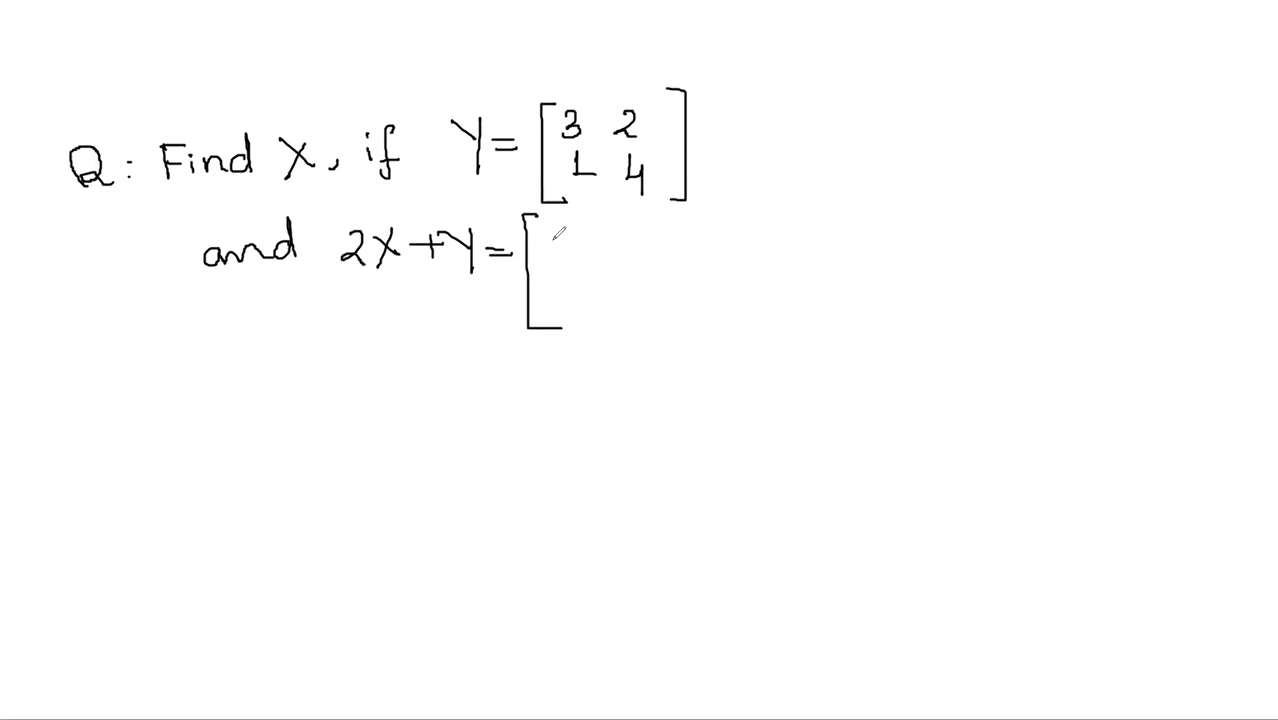 Q: Find X, if Y = [3 2
1 4]
and 2X + Y = [